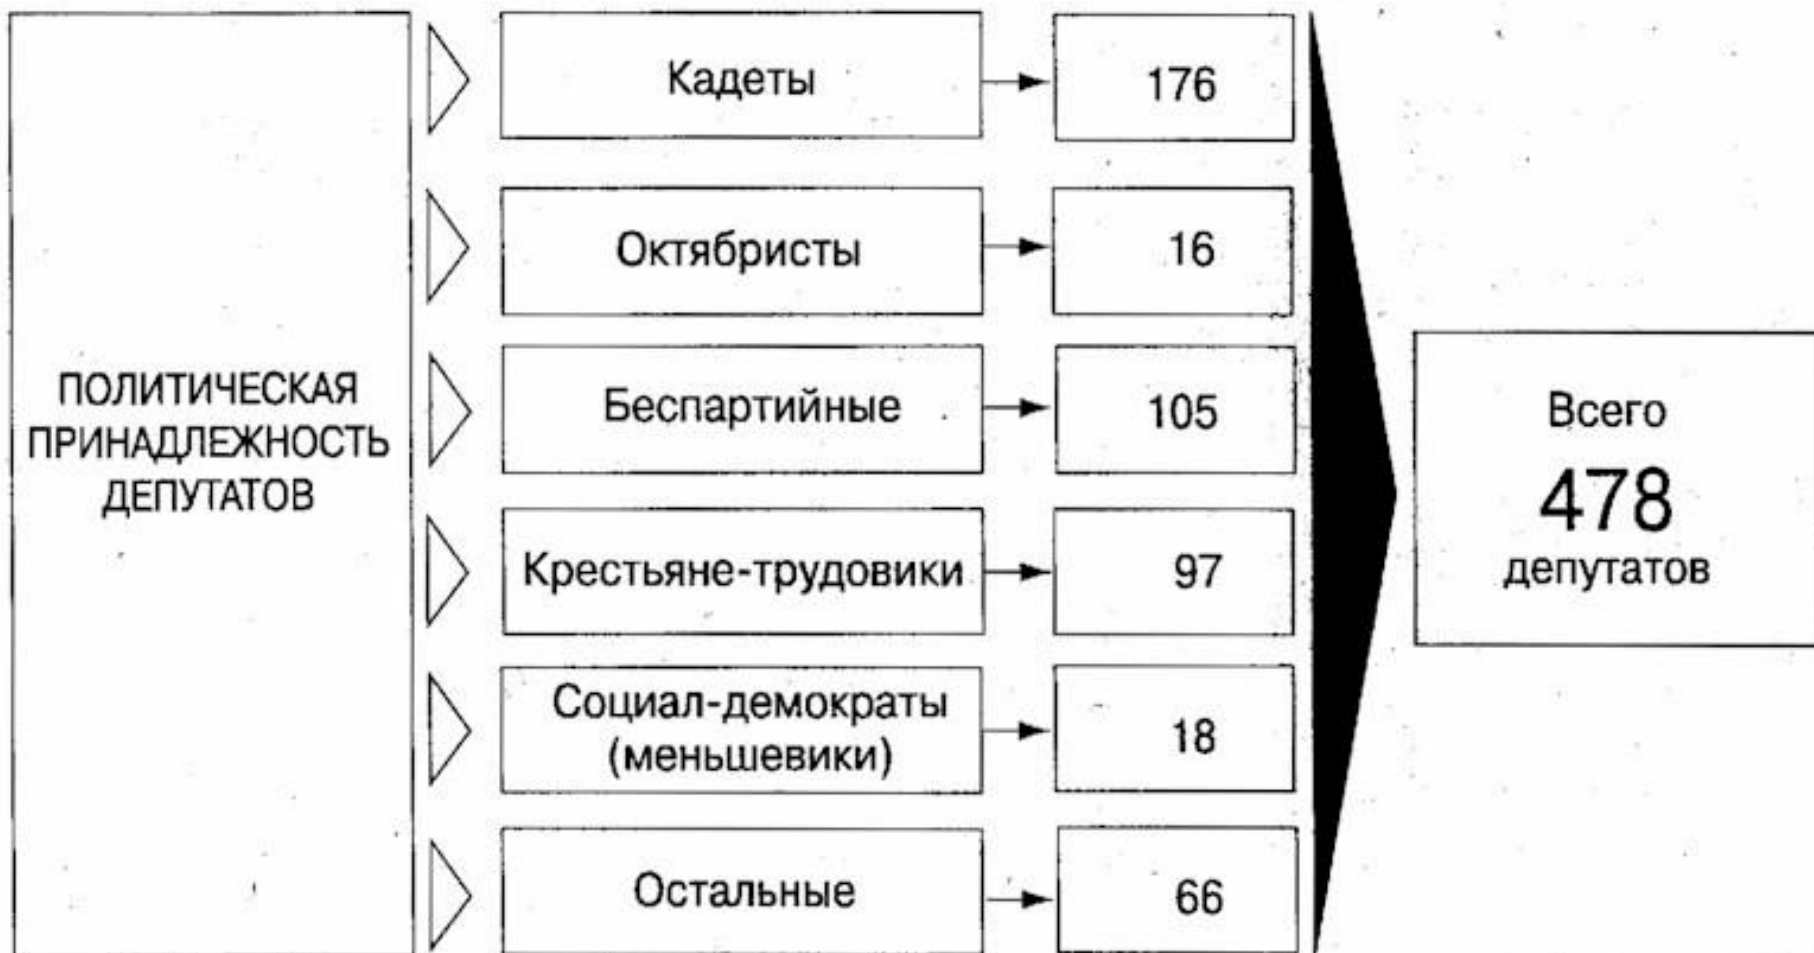 ПОЛИТИЧЕСКАЯ
ПРИНАДЛЕЖНОСТЬ
ДЕПУТАТОВ
Кадеты
176
Октябристы
16
Беспартийные
105
Крестьяне-трудовики
97
Социал-демократы
(меньшевики)
18
Остальные
66
Всего
478
депутатов